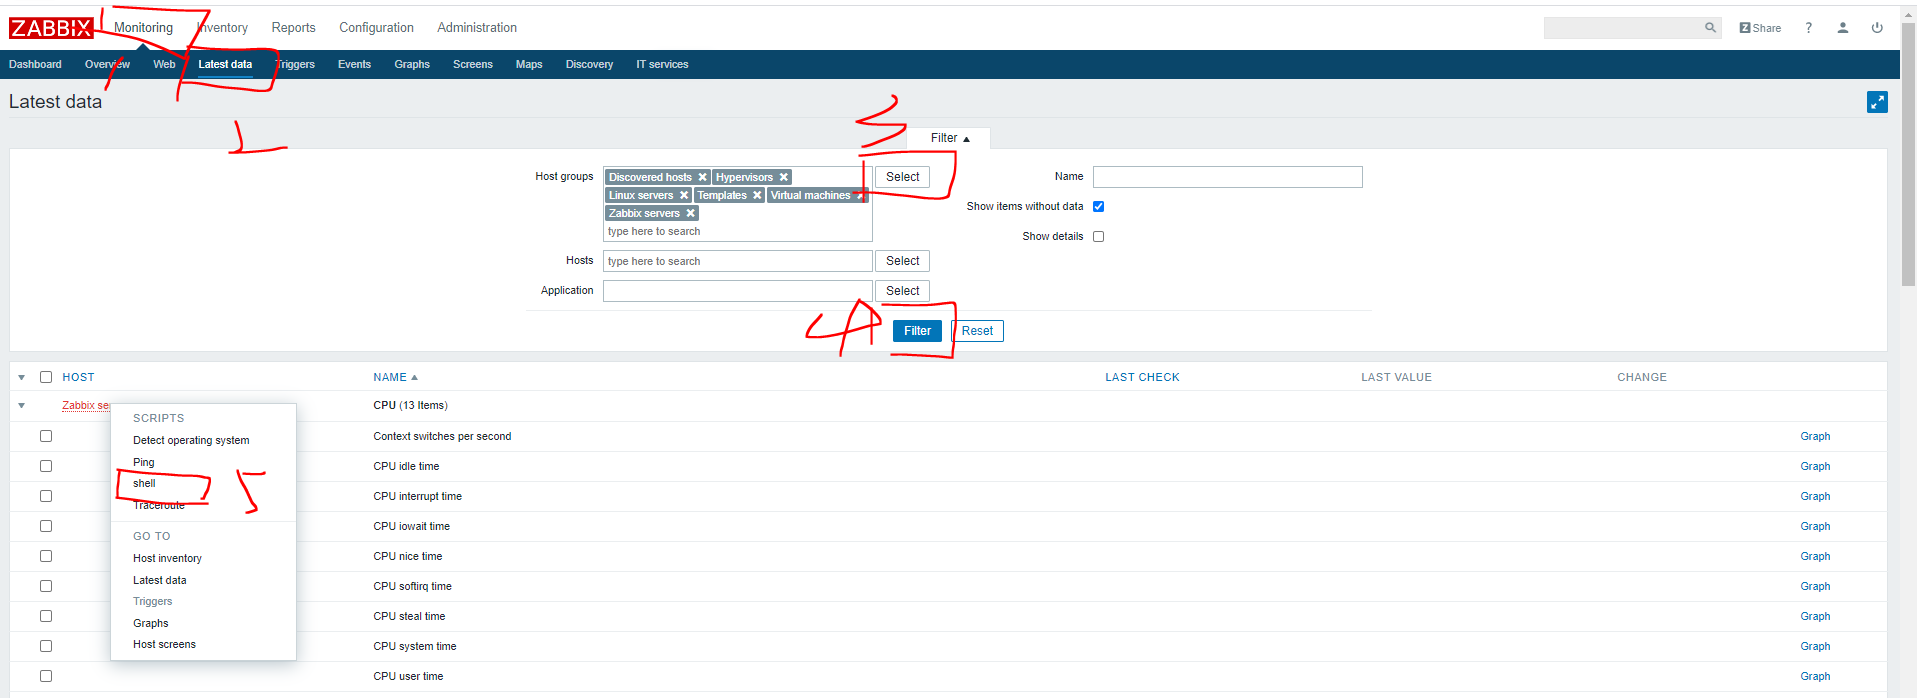 ZABBIX Monitoring Inventory Reports Configuration Administration Z Share ?
Dashboard Overview Web Latest data Triggers Events Graphs Screens Maps Discovery IT services
1
2
Latest data
3
Filter ▲
Host groups Discovered hosts ✖ Hypervisors ✖ Select
Linux servers ✖ Templates ✖ Virtual machines ✖
Zabbix servers ✖
type here to search
Name
Show items without data
Show details
Hosts type here to search Select
Application Select
4
Filter Reset
▼ HOST NAME ▲ LAST CHECK LAST VALUE CHANGE
▼ Zabbix se CPU (13 Items)
Context switches per second Graph
CPU idle time Graph
CPU interrupt time Graph
CPU iowait time Graph
CPU nice time Graph
CPU softirq time Graph
CPU steal time Graph
CPU system time Graph
CPU user time Graph
SCRIPTS
Detect operating system
Ping
shell
5
Traceroute
GO TO
Host inventory
Latest data
Triggers
Graphs
Host screens